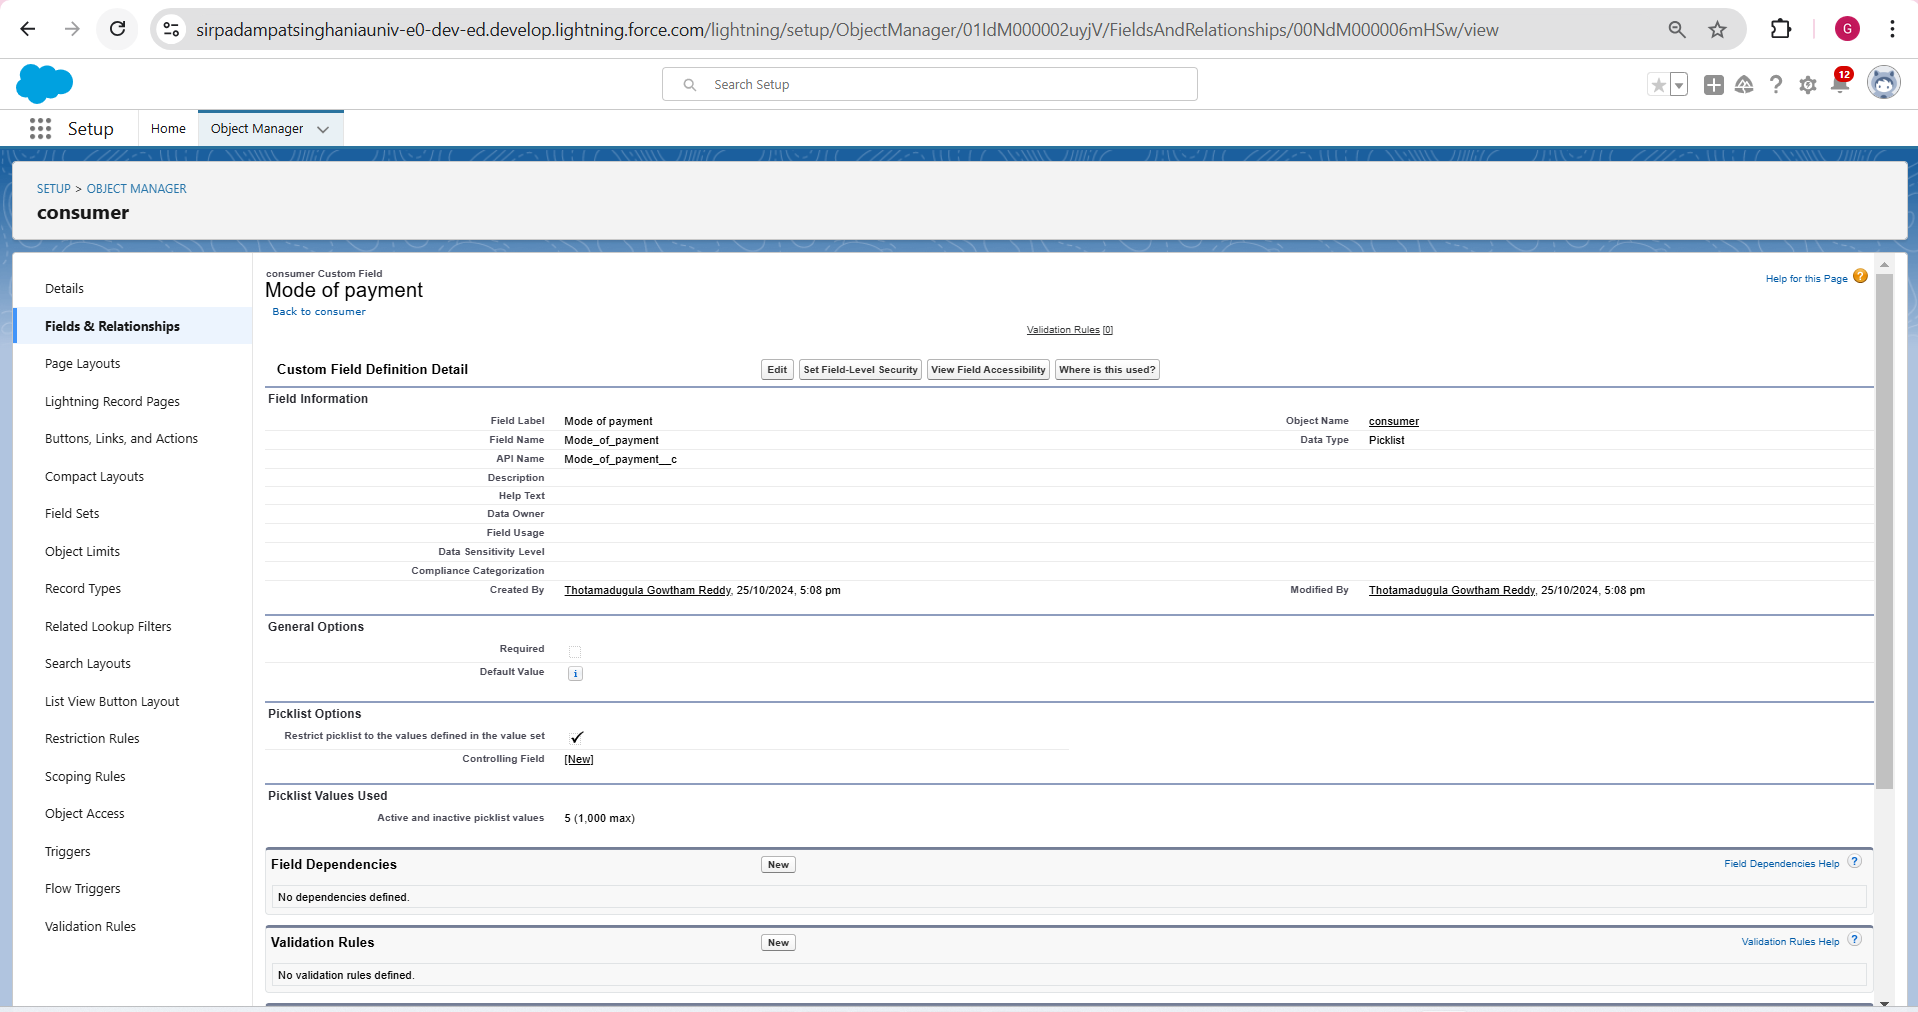 sirpadampatsinghaniauniv-e0-dev-ed.develop.lightning.force.com/lightning/setup/ObjectManager/01IdM000002uyjV/FieldsAndRelationships/00NdM000006mHSw/view
G
Search Setup
12
Setup
Home
Object Manager
SETUP > OBJECT MANAGER
consumer
Details
Fields & Relationships
Page Layouts
Lightning Record Pages
Buttons, Links, and Actions
Compact Layouts
Field Sets
Object Limits
Record Types
Related Lookup Filters
Search Layouts
List View Button Layout
Restriction Rules
Scoping Rules
Object Access
Triggers
Flow Triggers
Validation Rules
consumer Custom Field
Mode of payment
Back to consumer
Help for this Page ?
Validation Rules [0]
Custom Field Definition Detail
Edit
Set Field-Level Security
View Field Accessibility
Where is this used?
Field Information
Field Label Mode of payment Object Name consumer
Field Name Mode_of_payment Data Type Picklist
API Name Mode_of_payment__c
Description
Help Text
Data Owner
Field Usage
Data Sensitivity Level
Compliance Categorization
Created By Thotamadugula Gowtham Reddy, 25/10/2024, 5:08 pm Modified By Thotamadugula Gowtham Reddy, 25/10/2024, 5:08 pm
General Options
Required
Default Value i
Picklist Options
Restrict picklist to the values defined in the value set
Controlling Field [New]
Picklist Values Used
Active and inactive picklist values 5 (1,000 max)
Field Dependencies New Field Dependencies Help ?
No dependencies defined.
Validation Rules New Validation Rules Help ?
No validation rules defined.